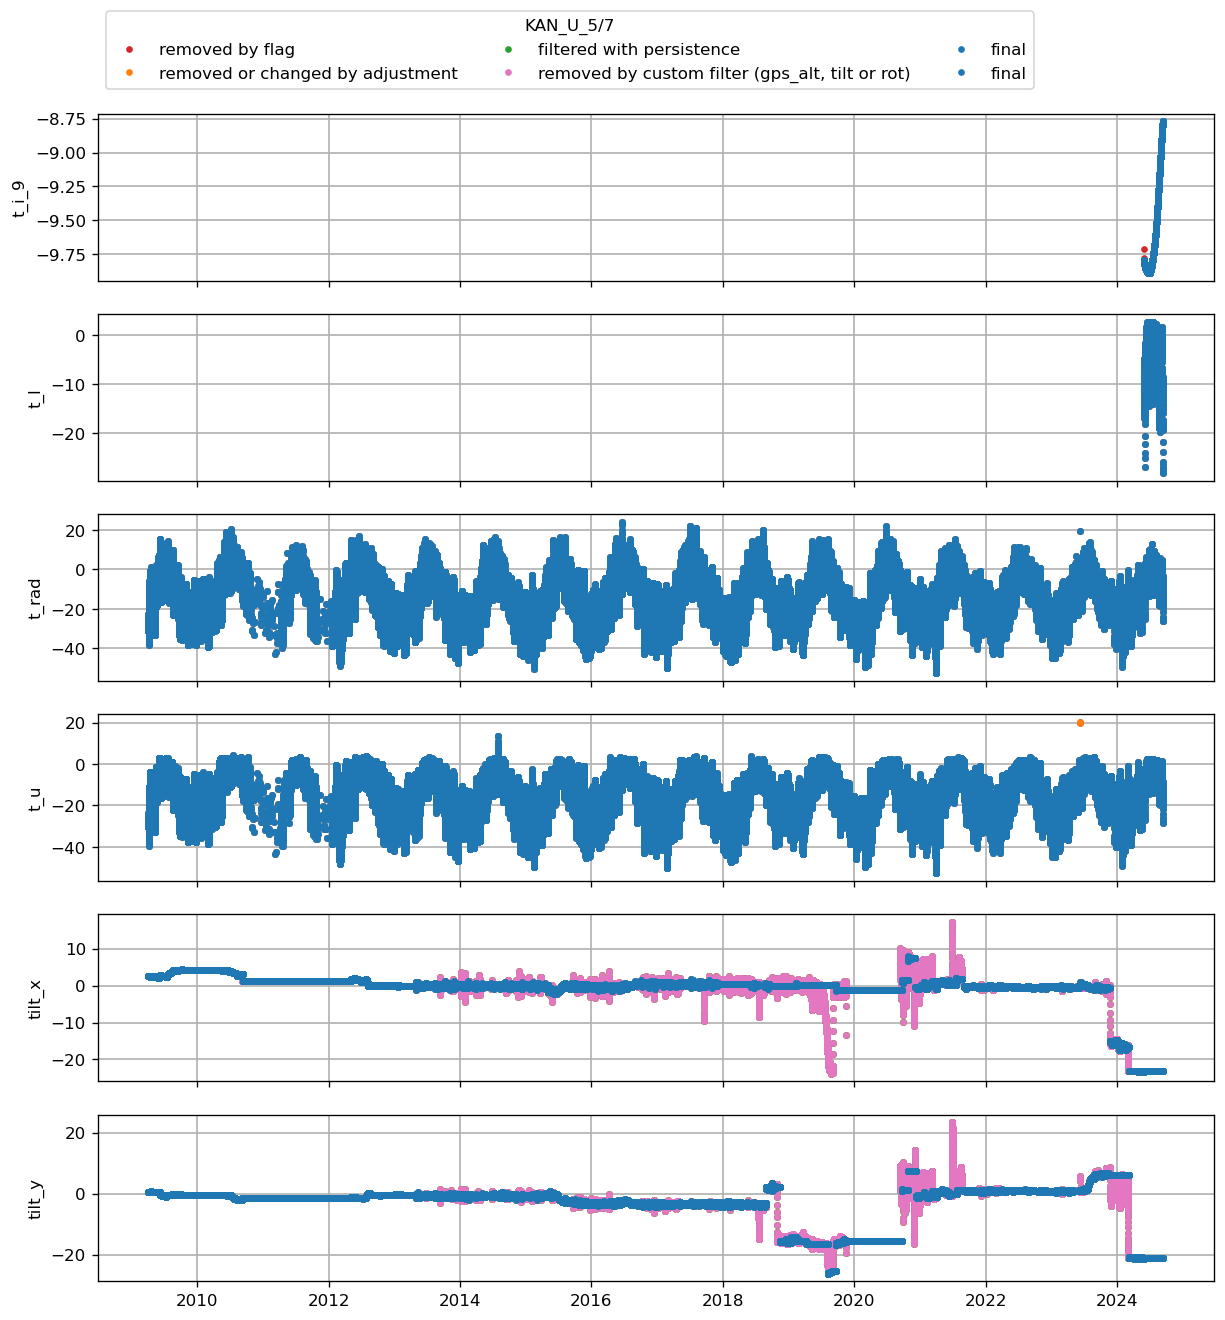 KAN_U_5/7
removed by flag
filtered with persistence
final
removed or changed by adjustment
removed by custom filter (gps_alt, tilt or rot)
final
−8.75
−9.00
−9.25
−9.50
−9.75
t_i_9
0
−10
−20
t_l
20
0
−20
−40
t_rad
20
0
−20
−40
t_u
10
0
−10
−20
tilt_x
20
0
−20
tilt_y
2010
2012
2014
2016
2018
2020
2022
2024